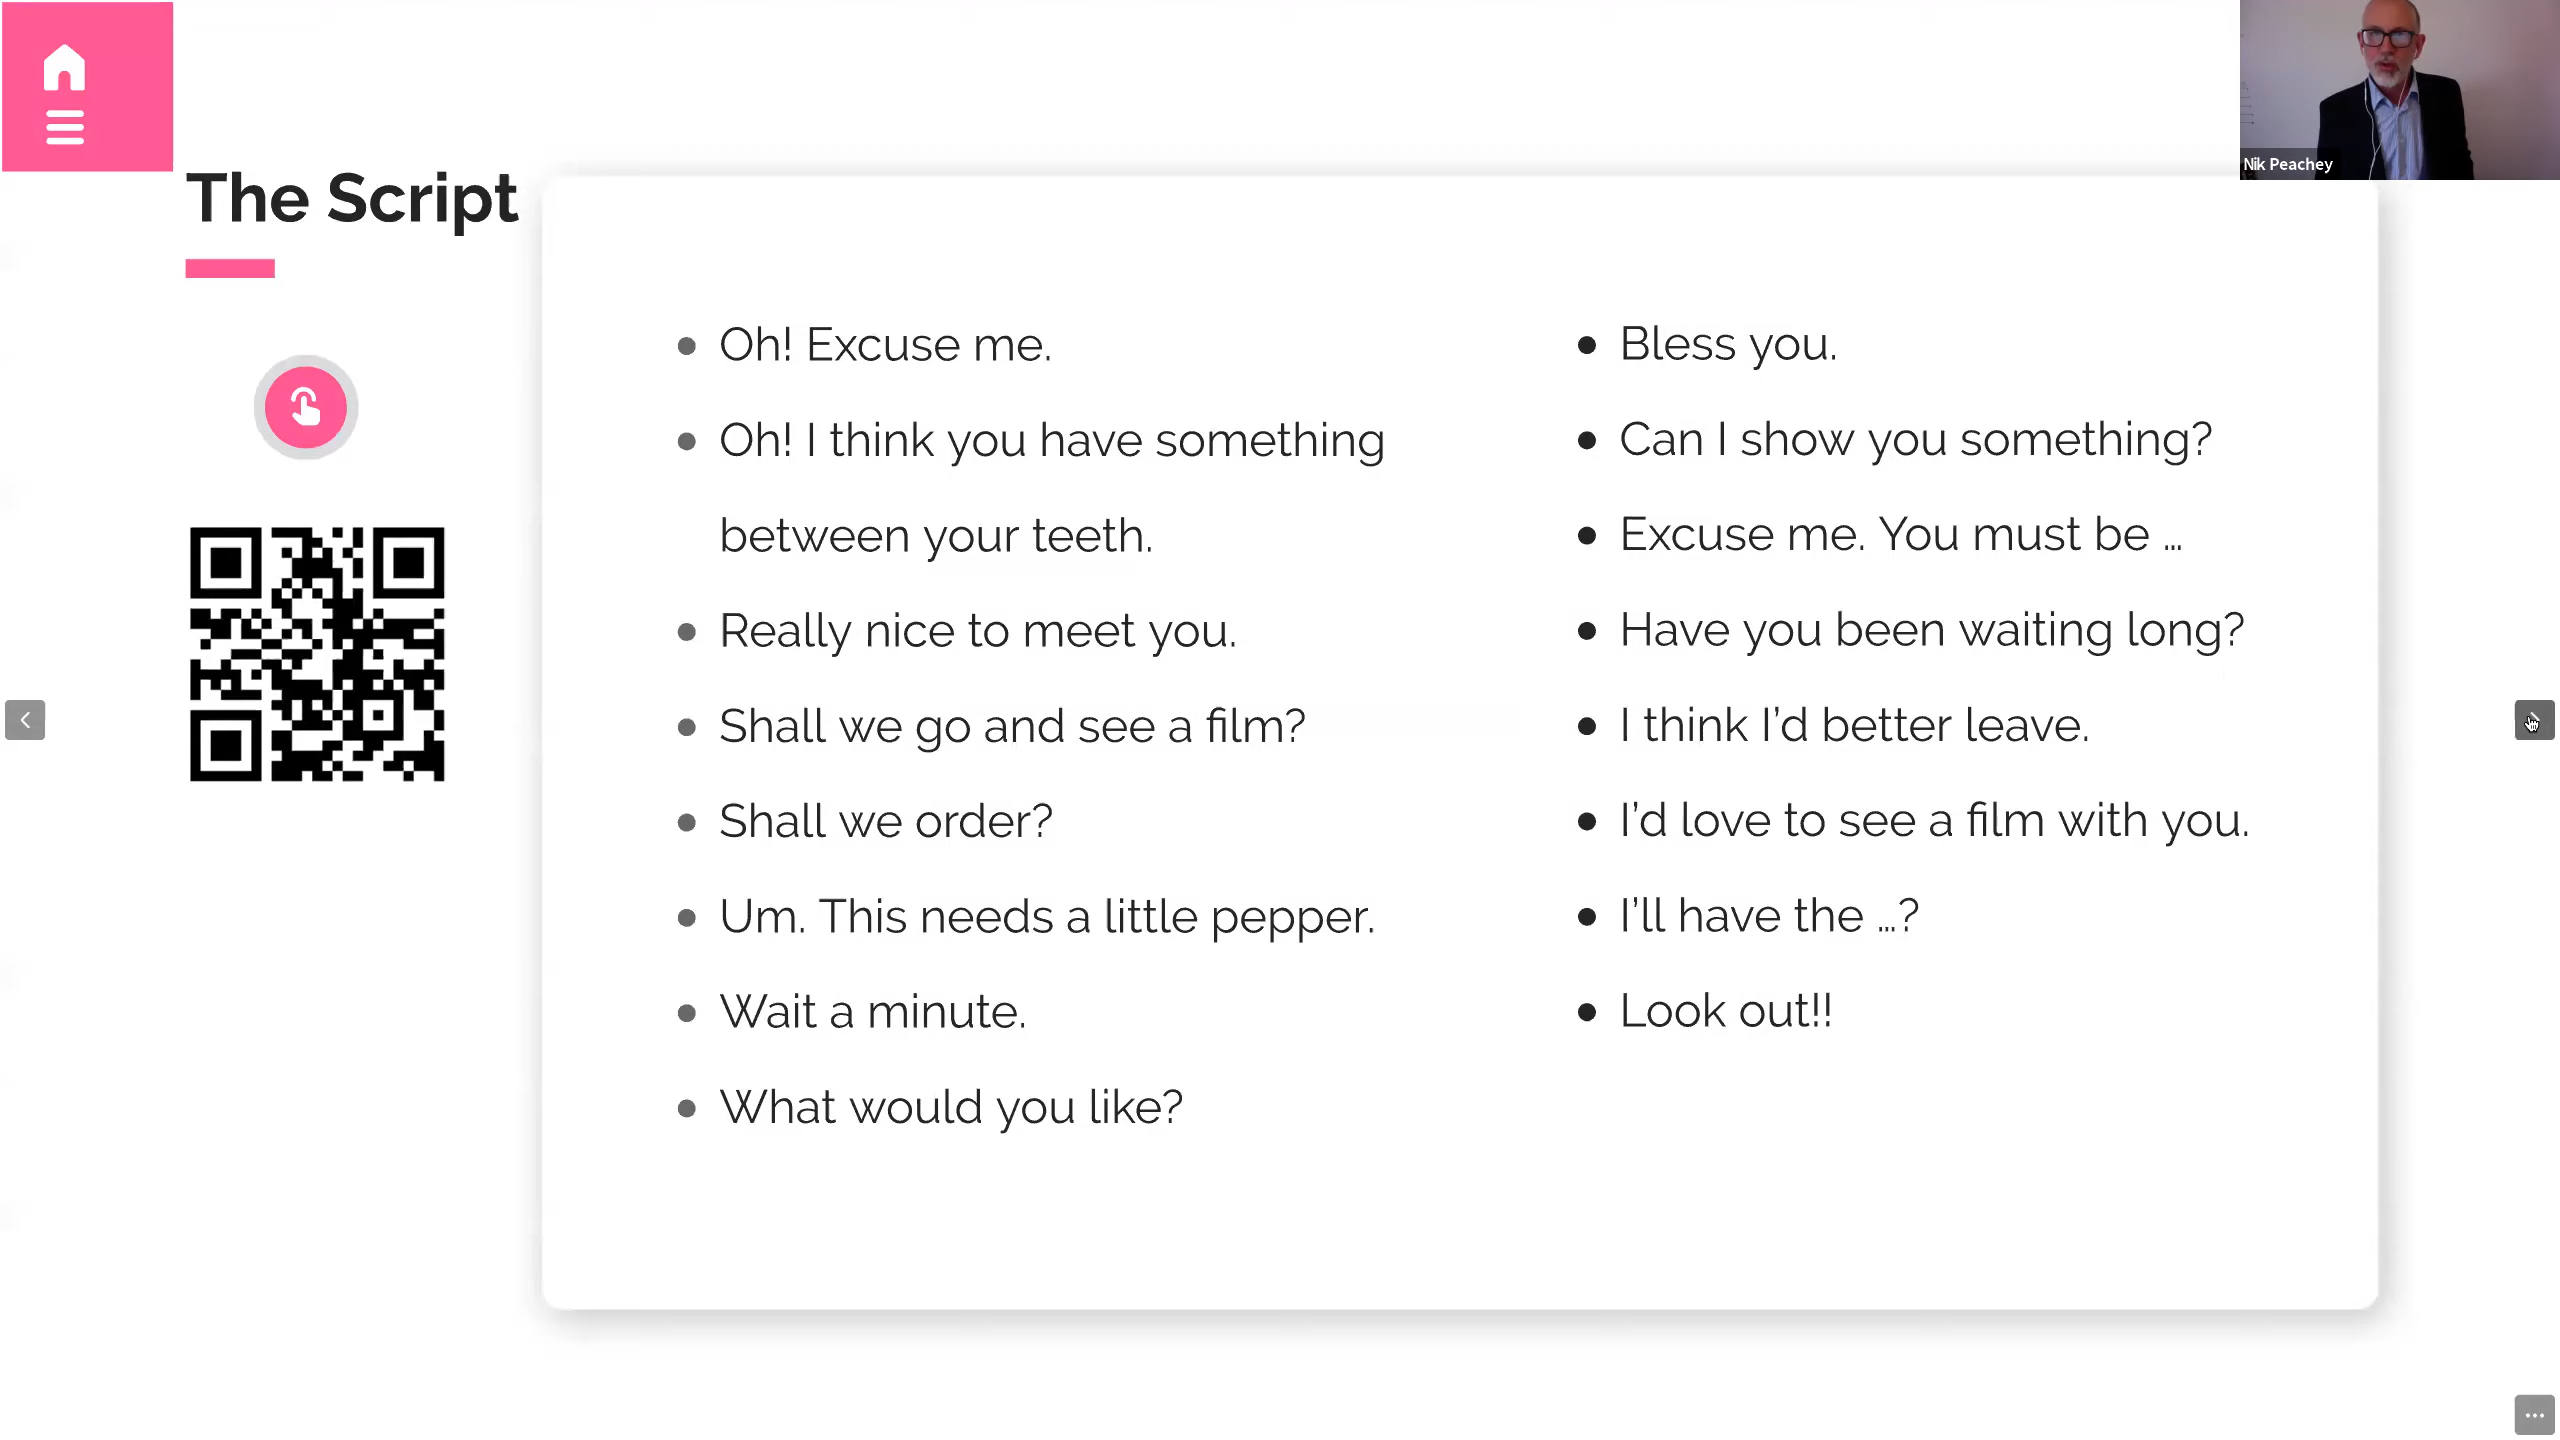 The Script
Oh! Excuse me.
Oh! I think you have something
between your teeth.
Really nice to meet you.
Shall we go and see a film?
Shall we order?
Um. This needs a little pepper.
Wait a minute.
What would you like?
Bless you.
Can I show you something?
Excuse me. You must be ...
Have you been waiting long?
I think I'd better leave.
I'd love to see a film with you.
I'll have the ...?
Look out!!
Nik Peachey